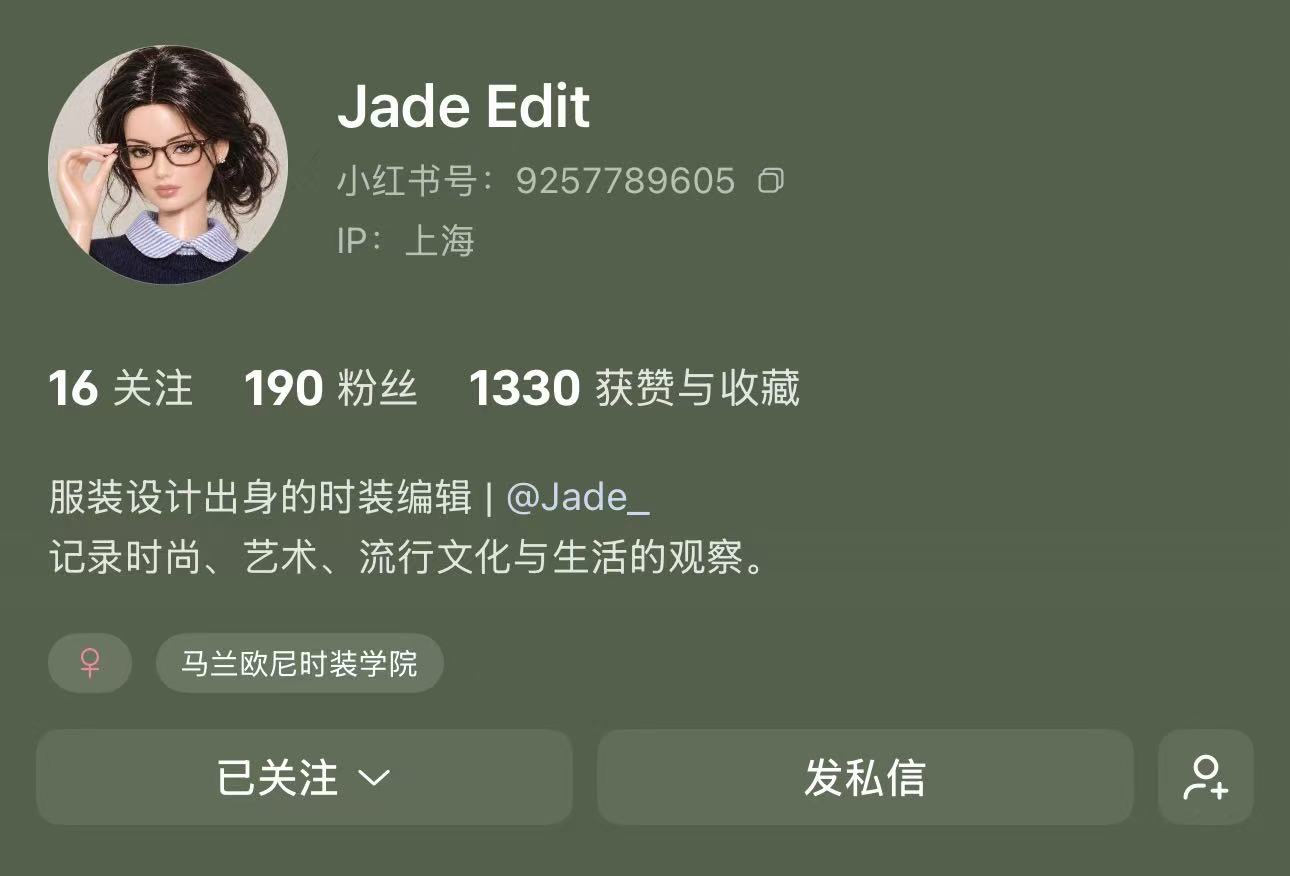 Jade Edit
小红书号：9257789605
IP：上海
16 关注 190 粉丝 1330 获赞与收藏
服装设计出身的时装编辑 | @Jade_
记录时尚、艺术、流行文化与生活的观察。
♀ 马兰欧尼时装学院
已关注 发私信